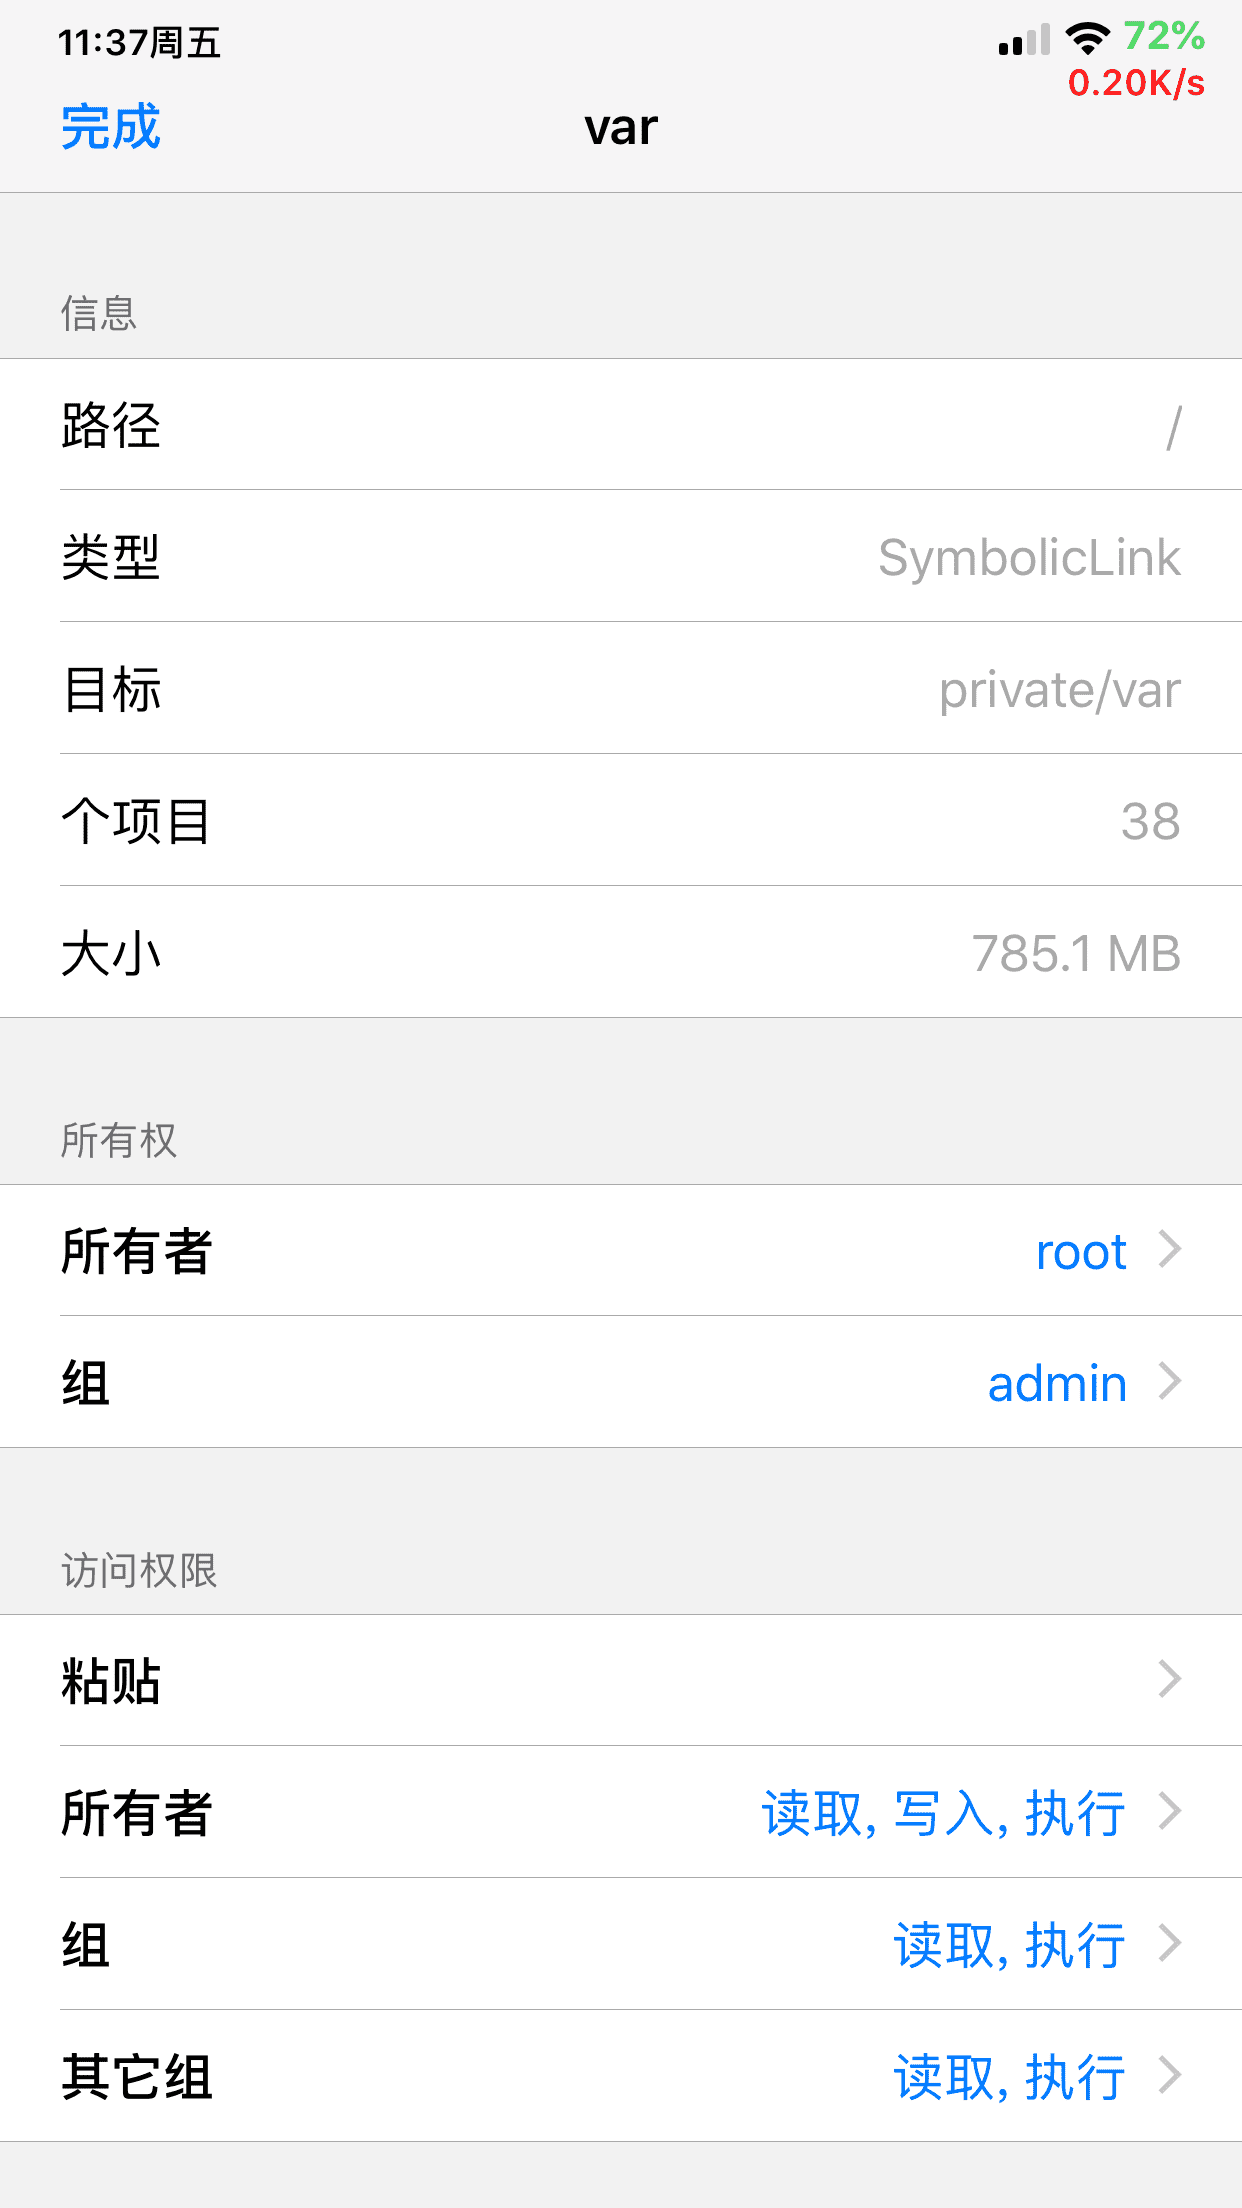 11:37周五
72%
0.20K/s
完成
var
信息
路径 /
类型 SymbolicLink
目标 private/var
个项目 38
大小 785.1 MB
所有权
所有者 root
组 admin
访问权限
粘贴
所有者 读取, 写入, 执行
组 读取, 执行
其它组 读取, 执行